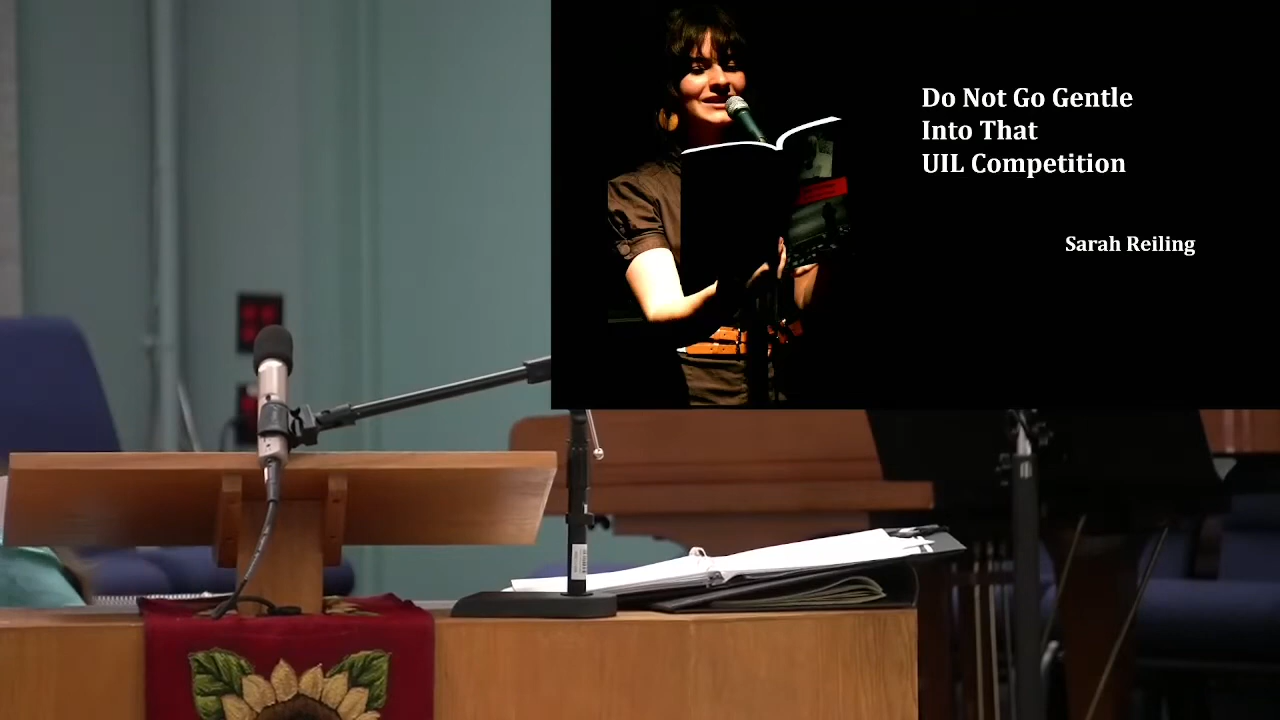 Do Not Go Gentle
Into That
UIL Competition
Sarah Reiling